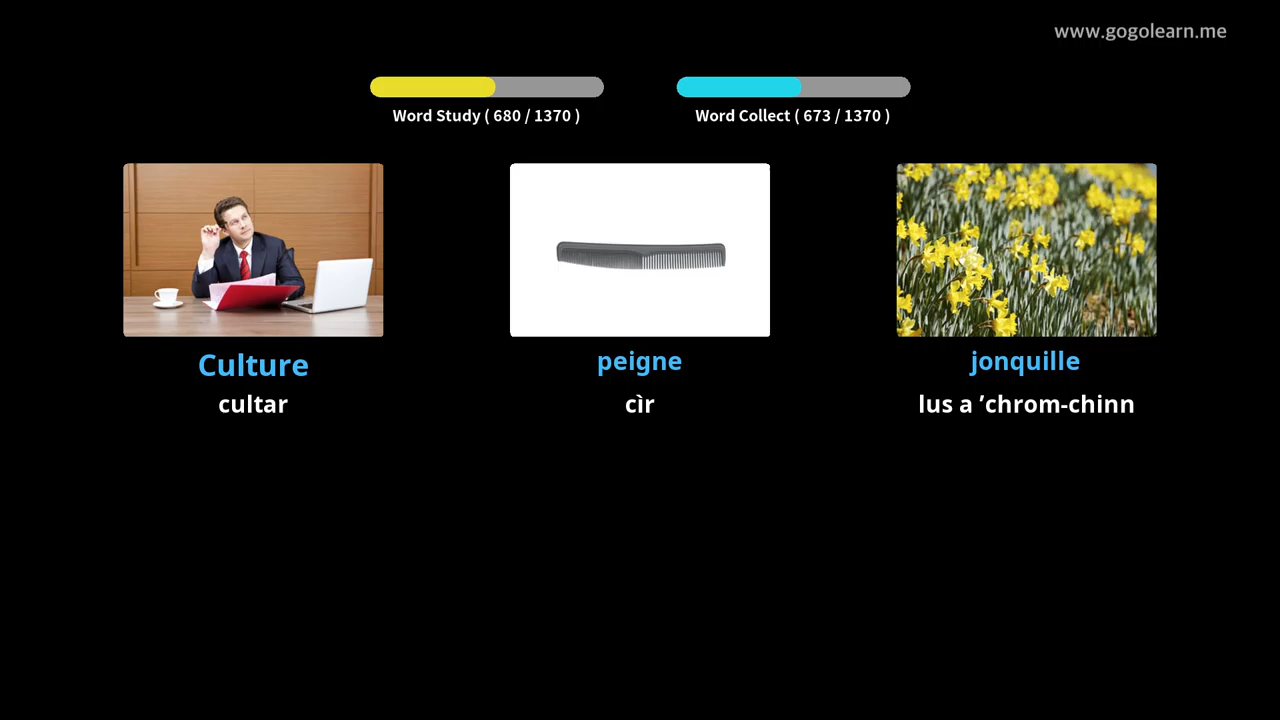 www.gogolearn.me
Word Study ( 680 / 1370 )
Word Collect ( 673 / 1370 )
Culture
peigne
jonquille
cultar
cìr
lus a ’chrom-chinn